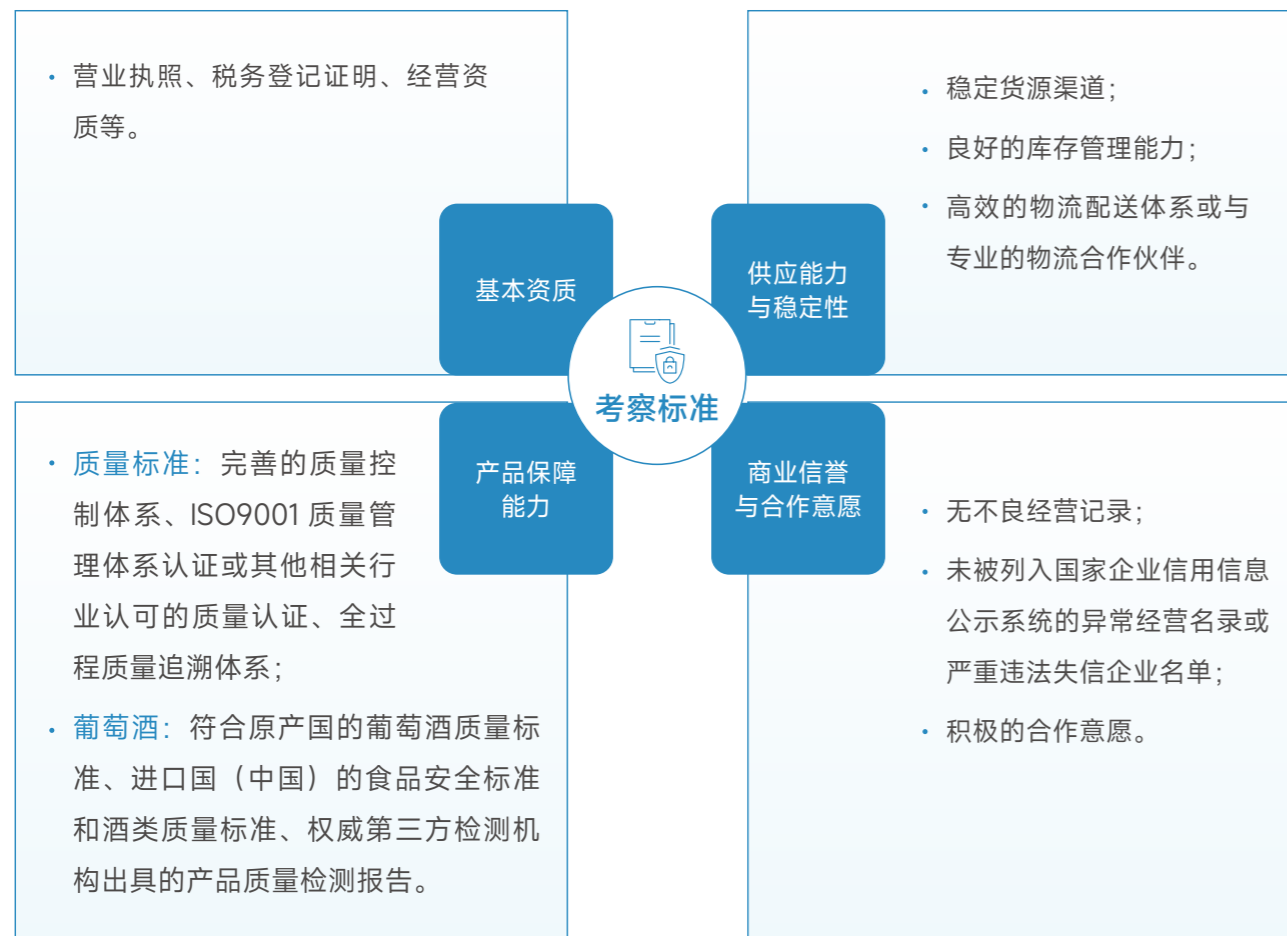 • 营业执照、税务登记证明、经营资
质等。
基本资质
• 稳定货源渠道；
• 良好的库存管理能力；
• 高效的物流配送体系或与
专业的物流合作伙伴。
供应能力
与稳定性
考察标准
• 质量标准：完善的质量控
制体系、ISO9001 质量管
理体系认证或其他相关行
业认可的质量认证、全过
程质量追溯体系；
• 葡萄酒：符合原产国的葡萄酒质量标
准、进口国（中国）的食品安全标准
和酒类质量标准、权威第三方检测机
构出具的产品质量检测报告。
产品保障
能力
商业信誉
与合作意愿
• 无不良经营记录；
• 未被列入国家企业信用信息
公示系统的异常经营名录或
严重违法失信企业名单；
• 积极的合作意愿。